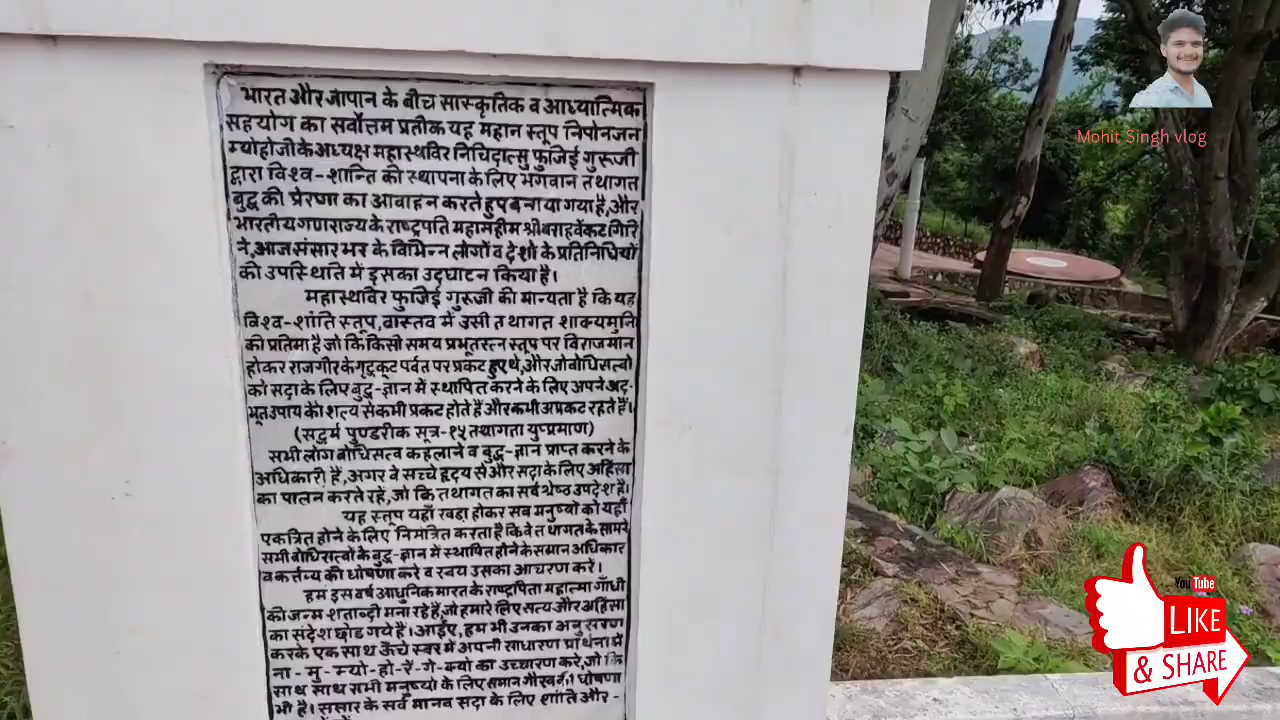 भारत और जापान के बीच सांस्कृतिक व आध्यात्मिक
सहयोग का सर्वोत्तम प्रतीक यह महान स्तूप निपोनजन
म्योहोजी के अध्यक्ष महास्थविर निचिदात्सु फुजिई गुरूजी
द्वारा विश्व-शान्ति की स्थापना के लिए भगवान तथागत
बुद्ध की प्रेरणा का आवाहन करते हुए बनाया गया है, और
भारतीय गणराज्य के राष्ट्रपति महामहीम श्री बराहवेंकट गिरि
ने, आज संसार भर के विभिन्न लोगों व देशों के प्रतिनिधियों
की उपस्थिति में इसका उदघाटन किया है।
महास्थविर फुजिई गुरूजी की मान्यता है कि यह
विश्व-शांति स्तूप, वास्तव में उसी तथागत शाक्यमुनि
की प्रतिमा है जो कि किसी समय प्रभूतरत्न स्तूप पर विराजमान
होकर राजगीर के गृद्रकूट पर्वत पर प्रकट हुए थे, और जो बोधिसत्वों
को सदा के लिए बुद्ध-ज्ञान में स्थापित करने के लिए अपने अद्-
भूत उपाय कौशल्य से कभी प्रकट होते हैं और कभी अप्रकट रहते हैं।
(सद्धर्म पुण्डरीक सूत्र-१५ तथागता युष्प्रमाण)
सभी लोग बोधिसत्व कहलाने व बुद्ध-ज्ञान प्राप्त करने के
अधिकारी हैं, अगर वे सच्चे हृदय से और सदा के लिए अहिंसा
का पालन करते रहें, जो कि तथागत का सर्वश्रेष्ठ उपदेश है।
यह स्तूप यहाँ खड़ा होकर सब मनुष्यों को यहाँ
एकत्रित होने के लिए निमंत्रित करता है कि वे तथागत के सामने
सभी बोधिसत्वों के बुद्ध-ज्ञान में स्थापित होने के समान अधिकार
व कर्त्तव्य की घोषणा करें व स्वयं उसका आचरण करें।
हम इस वर्ष आधुनिक भारत के राष्ट्रपिता महात्मा गाँधी
की जन्म शताब्दी मना रहे हैं, जो हमारे लिए सत्य और अहिंसा
का संदेश छोड़ गये हैं। आईए, हम भी उनका अनुसरण
करके एक साथ ऊँचे स्वर में अपनी साधारण प्रार्थना में
ना - मु - म्यो - हो - रें - गे - क्यो का उच्चारण करें, जो कि
साथ साथ सभी मनुष्यों के लिए समान गौरव की घोषणा
भी है। संसार के सर्व मानव सदा के लिए शांति और -
Mohit Singh vlog
You Tube
LIKE
& SHARE